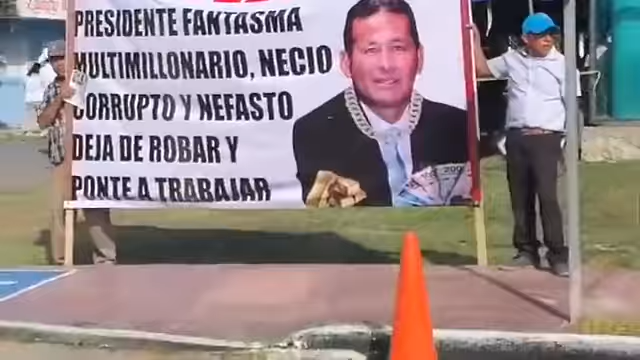 PRESIDENTE FANTASMA
MULTIMILLONARIO, NECIO
CORRUPTO Y NEFASTO
DEJA DE ROBAR Y
PONTE A TRABAJAR